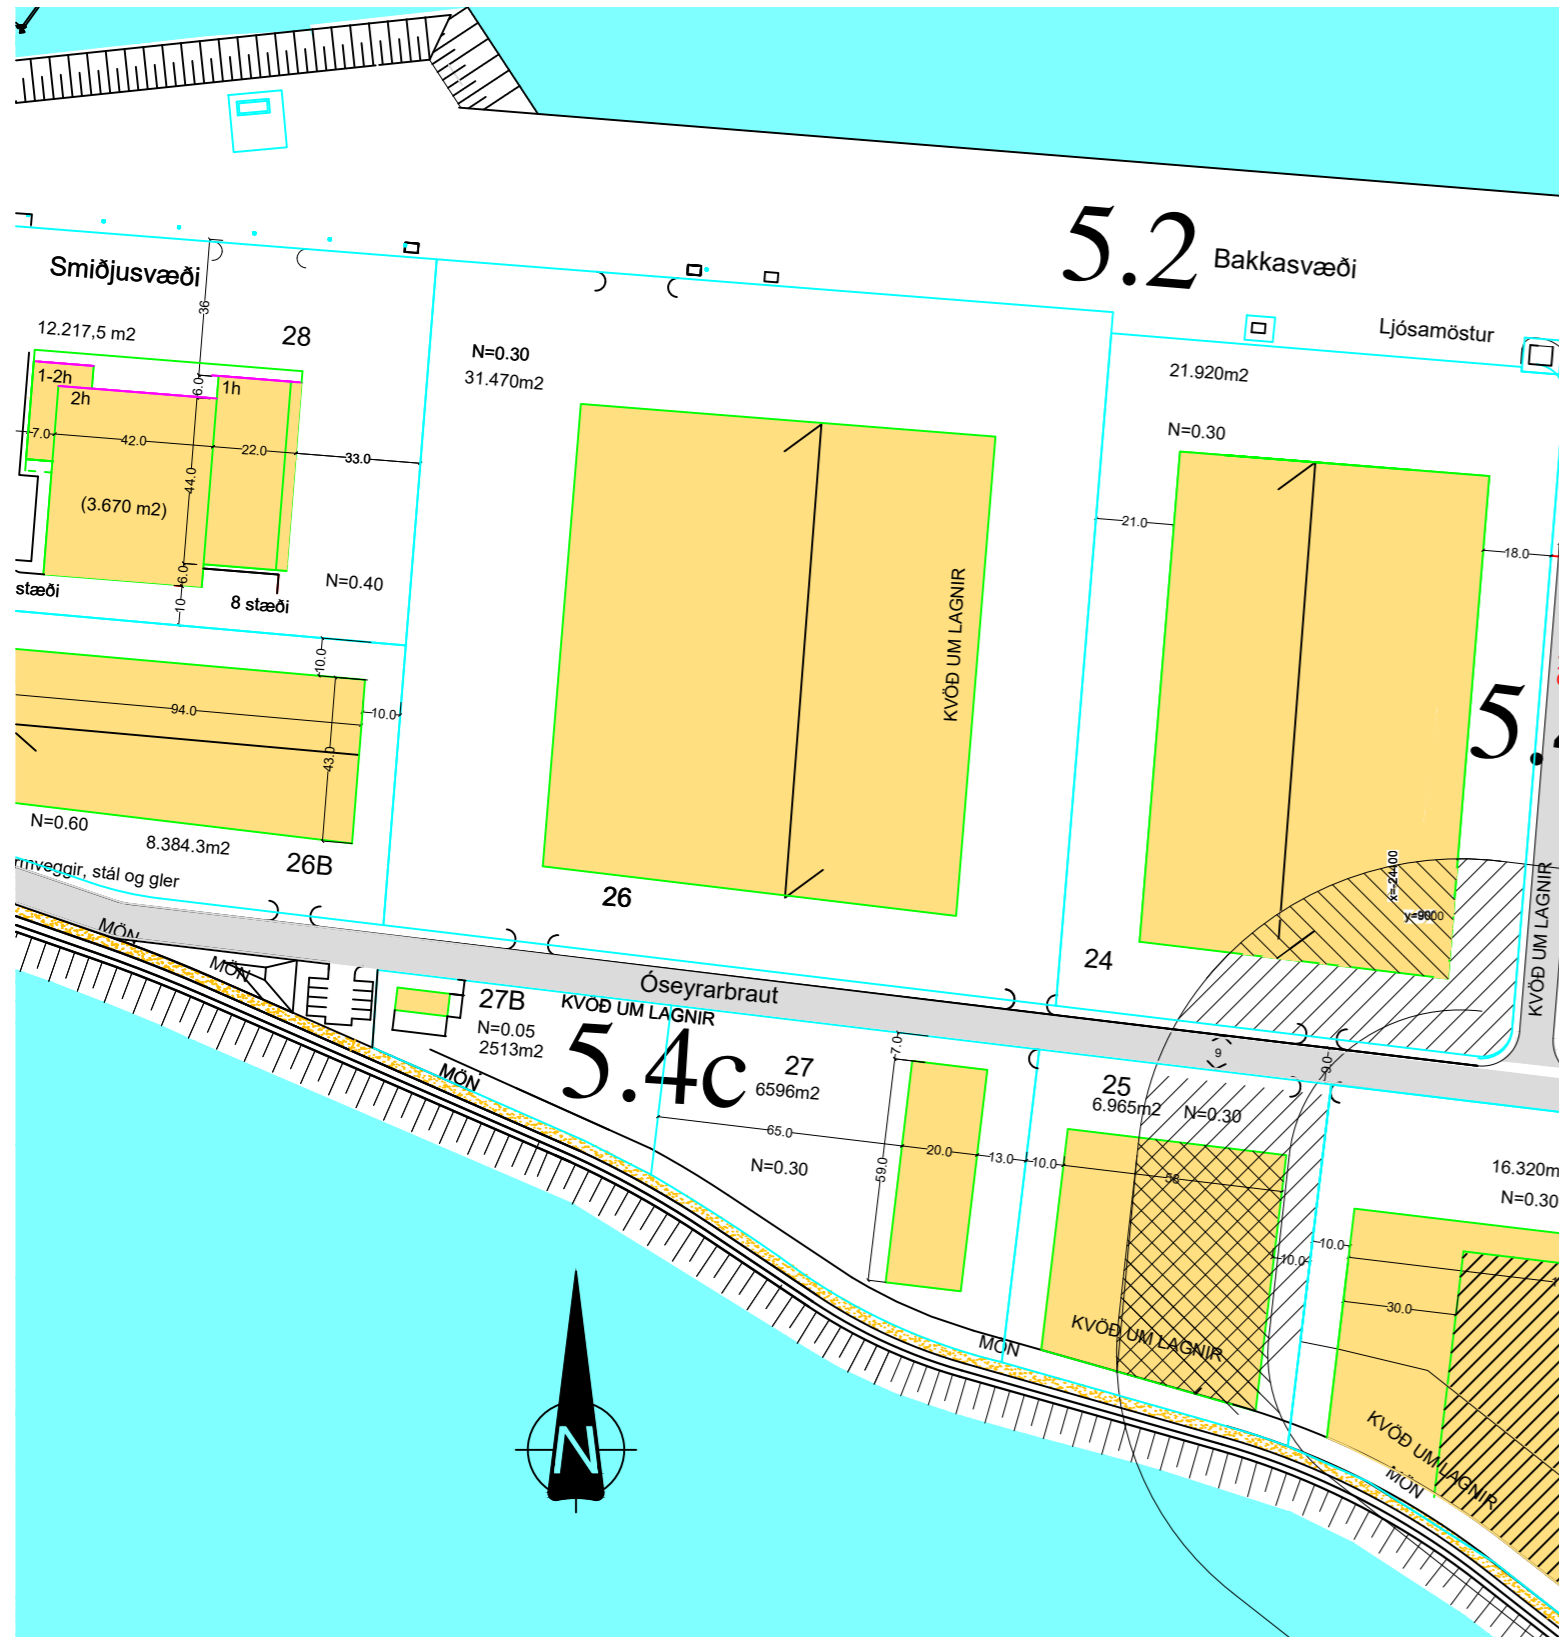 5.2
Bakkasvæði
Smiðjusvæði
36
12.217,5 m2
28
N=0.30
31.470m2
Ljósamöstur
21.920m2
N=0.30
1-2h
2h
6.0
1h
7.0
42.0
22.0
33.0
44.0
(3.670 m2)
21.0
18.0
6.0
N=0.40
stæði
10
8 stæði
KVÖÐ UM LAGNIR
10.0
94.0
10.0
43.0
5.
N=0.60
8.384.3m2
26B
rmveggir, stál og gler
26
x=-24400
y=9000
KVÖÐ UM LAGNIR
24
MÖN
MÖN
Óseyrarbraut
27B
KVÖÐ UM LAGNIR
N=0.05
2513m2
5.4c
MÖN
27
6596m2
7.0
9
9.0
25
6.965m2
N=0.30
65.0
N=0.30
59.0
20.0
13.0
10.0
58
16.320m
N=0.30
10.0
10.0
30.0
MÖN
KVÖÐ UM LAGNIR
KVÖÐ UM LAGNIR
MÖN
N